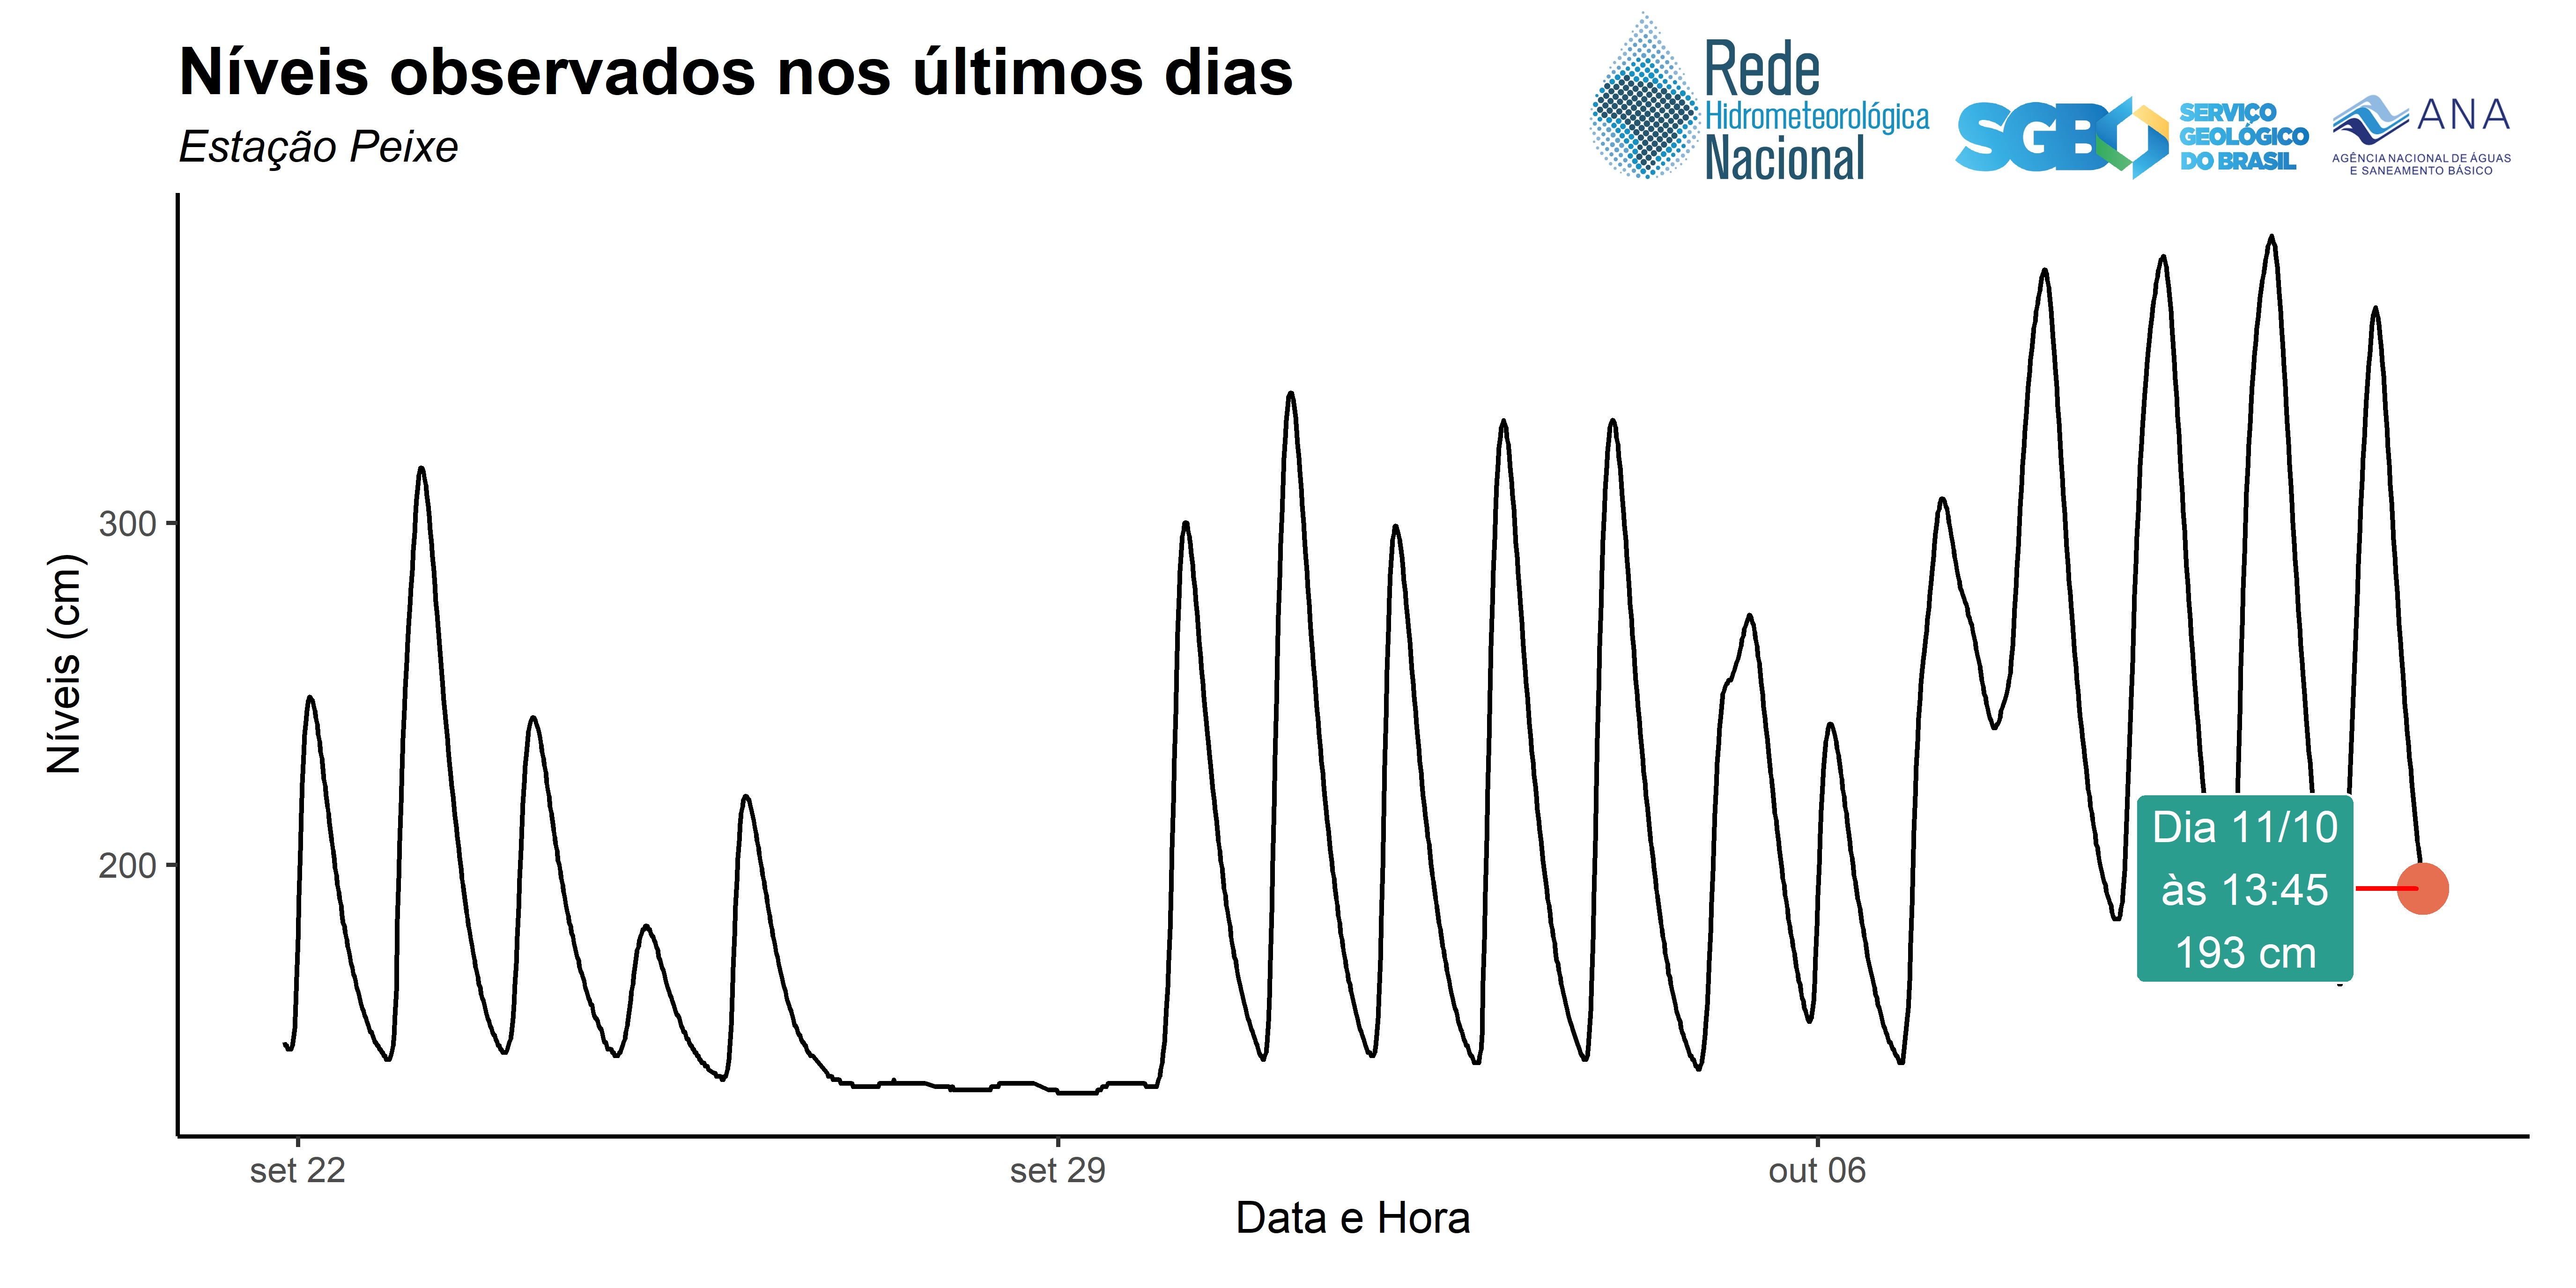 Níveis observados nos últimos dias
Estação Peixe
Rede
Hidrometeorológica
Nacional
SGB
SERVIÇO
GEOLÓGICO
DO BRASIL
ANA
AGÊNCIA NACIONAL DE ÁGUAS
E SANEAMENTO BÁSICO
Níveis (cm)
300
200
Dia 11/10
às 13:45
193 cm
set 22
set 29
out 06
Data e Hora